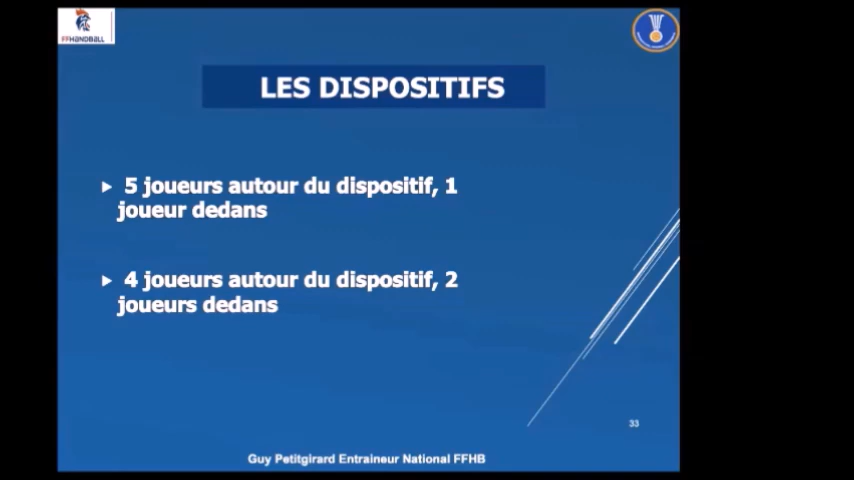 FFHANDBALL
LES DISPOSITIFS
5 joueurs autour du dispositif, 1
joueur dedans
4 joueurs autour du dispositif, 2
joueurs dedans
33
Guy Petitgirard Entraineur National FFHB